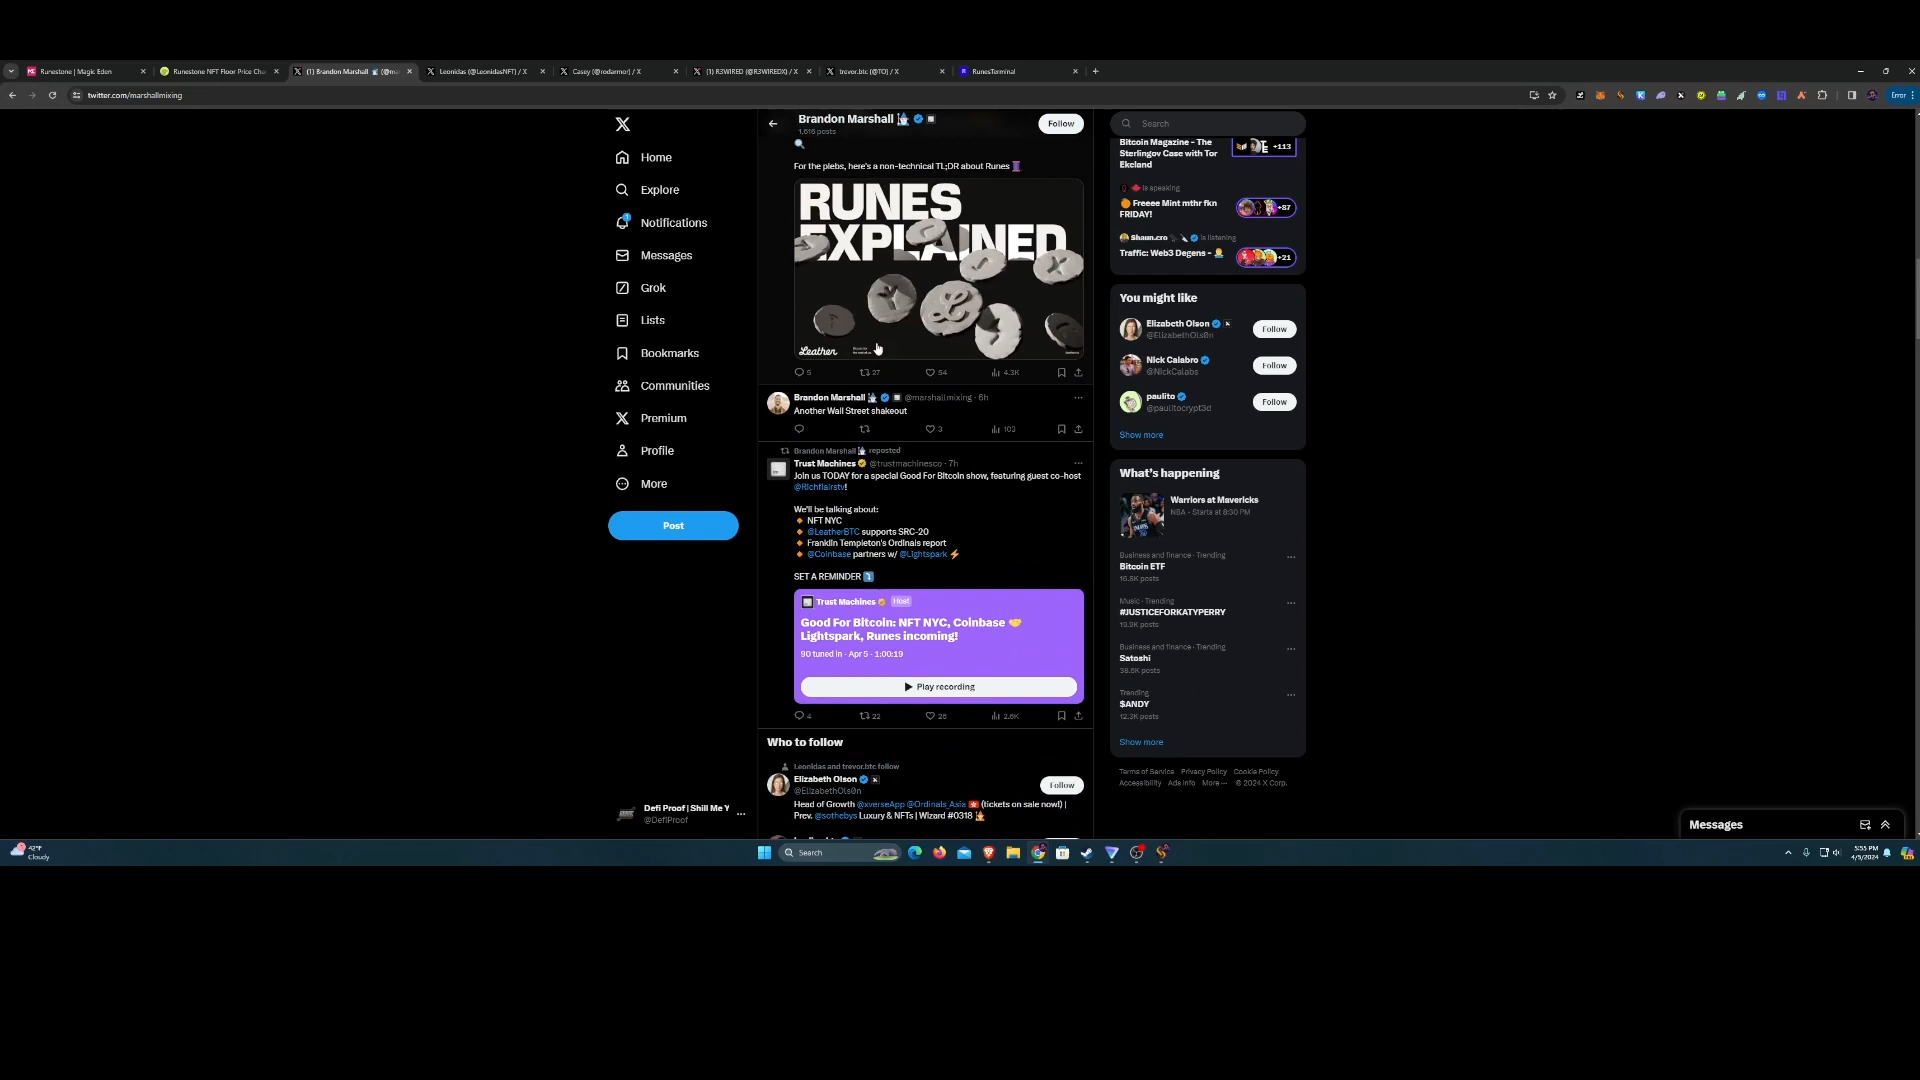 Runestone | Magic Eden
Runestone NFT Floor Price Cha
(1) Brandon Marshall (@ma
Leonidas (@LeonidasNFT) / X
Casey (@rodarmor) / X
(1) R3WIRED (@R3WIREDX) / X
trevor.btc (@TO) / X
RunesTerminal
twitter.com/marshallmixing
Error
Home
Explore
Notifications
Messages
Grok
Lists
Bookmarks
Communities
Premium
Profile
More
Post
Defi Proof | Shill Me Y
@DefiProof
Brandon Marshall
1,616 posts
Follow
For the plebs, here's a non-technical TL;DR about Runes
RUNES
EXPLAINED
Leather
5 27 54 4.3K
Brandon Marshall @marshallmixing · 6h
Another Wall Street shakeout
3 103
Brandon Marshall reposted
Trust Machines @trustmachinesco · 7h
Join us TODAY for a special Good For Bitcoin show, featuring guest co-host
@Richflairstv!
We'll be talking about:
NFT NYC
@LeatherBTC supports SRC-20
Franklin Templeton's Ordinals report
@Coinbase partners w/ @Lightspark
SET A REMINDER
Trust Machines Host
Good For Bitcoin: NFT NYC, Coinbase
Lightspark, Runes incoming!
90 tuned in · Apr 5 · 1:00:19
Play recording
4 22 28 2.6K
Who to follow
Leonidas and trevor.btc follow
Elizabeth Olson
@ElizabethOls0n
Follow
Head of Growth @xverseApp @Ordinals_Asia (tickets on sale now!) |
Prev. @sothebys Luxury & NFTs | Wizard #0318
Search
Bitcoin Magazine - The
Sterlingov Case with Tor
Ekeland
+113
is speaking
Freeee Mint mthr fkn
FRIDAY!
+87
Shaun.cro is listening
Traffic: Web3 Degens -
+21
You might like
Elizabeth Olson
@ElizabethOls0n
Follow
Nick Calabro
@NickCalabs
Follow
paulito
@paulitocrypt3d
Follow
Show more
What's happening
Warriors at Mavericks
NBA · Starts at 8:30 PM
Business and finance · Trending
Bitcoin ETF
16.8K posts
Music · Trending
#JUSTICEFORKATYPERRY
19.9K posts
Business and finance · Trending
Satoshi
38.6K posts
Trending
$ANDY
12.3K posts
Show more
Terms of Service Privacy Policy Cookie Policy
Accessibility Ads info More ··· © 2024 X Corp.
Messages
42°F
Cloudy
Search
5:55 PM
4/5/2024